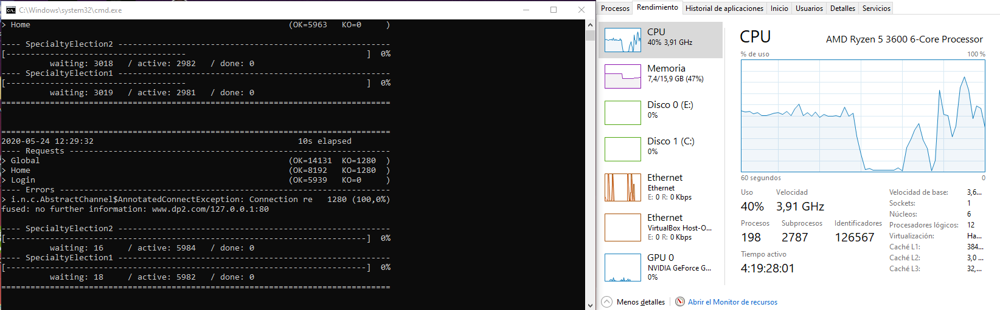 C:\Windows\system32\cmd.exe
> Home (OK=5963 KO=0 )
---- SpecialtyElection2 -------------------------------------------------------
[------------------------------------- ] 0%
waiting: 3018 / active: 2982 / done: 0
---- SpecialtyElection1 -------------------------------------------------------
[------------------------------------- ] 0%
waiting: 3019 / active: 2981 / done: 0
================================================================================
================================================================================
2020-05-24 12:29:32 10s elapsed
---- Requests ------------------------------------------------------------------
> Global (OK=14131 KO=1280 )
> Home (OK=8192 KO=1280 )
> Login (OK=5939 KO=0 )
---- Errors --------------------------------------------------------------------
> i.n.c.AbstractChannel$AnnotatedConnectException: Connection re 1280 (100,0%)
fused: no further information: www.dp2.com/127.0.0.1:80
---- SpecialtyElection2 -------------------------------------------------------
[--------------------------------------------------------------------------] 0%
waiting: 16 / active: 5984 / done: 0
---- SpecialtyElection1 -------------------------------------------------------
[--------------------------------------------------------------------------] 0%
waiting: 18 / active: 5982 / done: 0
================================================================================
Procesos Rendimiento Historial de aplicaciones Inicio Usuarios Detalles Servicios
CPU
40% 3,91 GHz
Memoria
7,4/15,9 GB (47%)
Disco 0 (E:)
0%
Disco 1 (C:)
0%
Ethernet
Ethernet
E: 0 R: 0 Kbps
Ethernet
VirtualBox Host-O...
E: 0 R: 0 Kbps
GPU 0
NVIDIA GeForce G...
0%
CPU AMD Ryzen 5 3600 6-Core Processor
% de uso 100 %
60 segundos 0
Uso Velocidad
40% 3,91 GHz
Procesos Subprocesos Identificadores
198 2787 126567
Tiempo activo
4:19:28:01
Velocidad de base: 3,6...
Sockets: 1
Núcleos: 6
Procesadores lógicos: 12
Virtualización: Ha...
Caché L1: 384...
Caché L2: 3,0 ...
Caché L3: 32,...
Menos detalles Abrir el Monitor de recursos